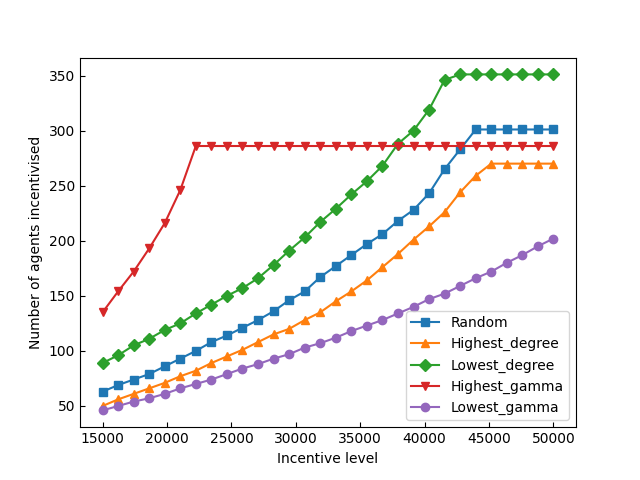 350
300
250
200
150
100
50
Number of agents incentivised
15000 20000 25000 30000 35000 40000 45000 50000
Incentive level
Random
Highest_degree
Lowest_degree
Highest_gamma
Lowest_gamma